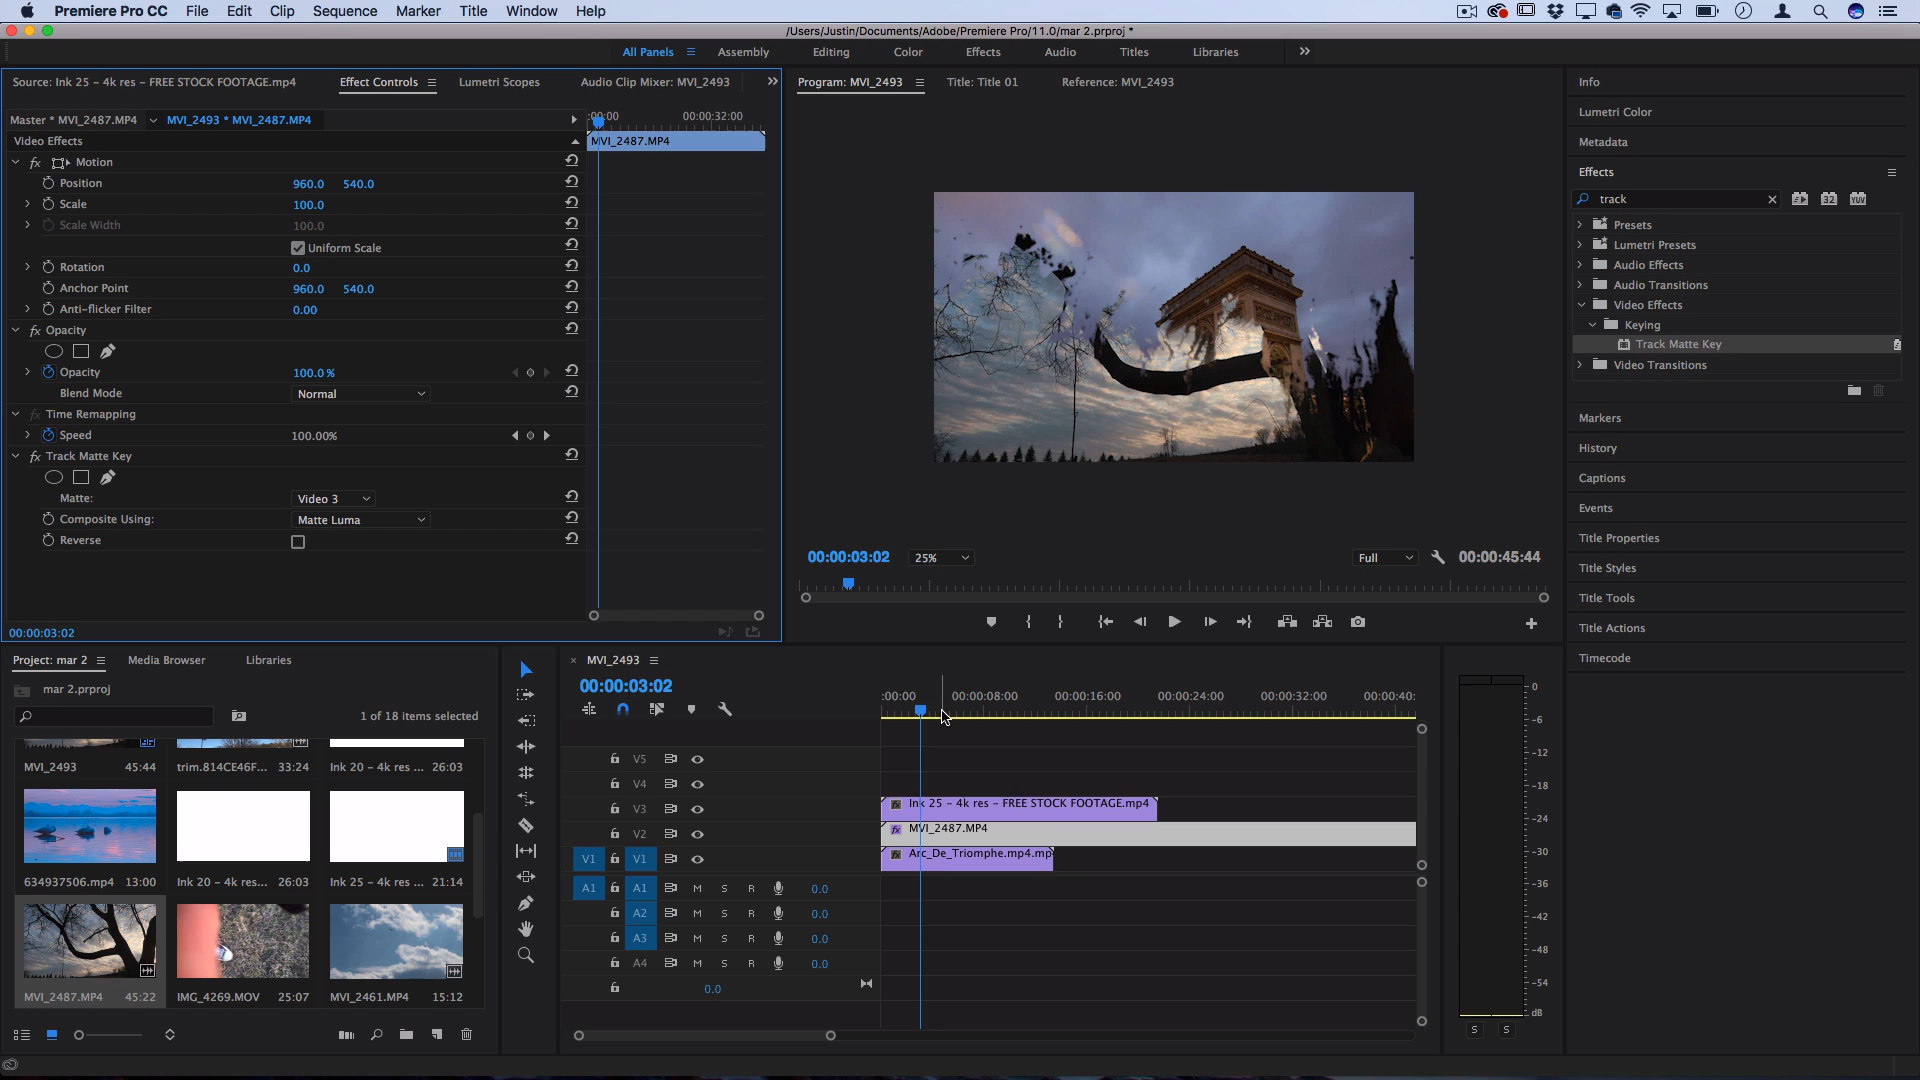 Premiere Pro CC File Edit Clip Sequence Marker Title Window Help
/Users/Justin/Documents/Adobe/Premiere Pro/11.0/mar 2.prproj *
All Panels Assembly Editing Color Effects Audio Titles Libraries
Source: Ink 25 – 4k res – FREE STOCK FOOTAGE.mp4 Effect Controls Lumetri Scopes Audio Clip Mixer: MVI_2493
Master * MVI_2487.MP4 MVI_2493 * MVI_2487.MP4
:00:00 00:00:32:00
Video Effects
MVI_2487.MP4
fx Motion
Position 960.0 540.0
Scale 100.0
Scale Width 100.0
Uniform Scale
Rotation 0.0
Anchor Point 960.0 540.0
Anti-flicker Filter 0.00
fx Opacity
Opacity 100.0 %
Blend Mode Normal
fx Time Remapping
Speed 100.00%
fx Track Matte Key
Matte: Video 3
Composite Using: Matte Luma
Reverse
00:00:03:02
Program: MVI_2493 Title: Title 01 Reference: MVI_2493
00:00:03:02 25% Full 00:00:45:44
Info
Lumetri Color
Metadata
Effects
track
32 YUV
Presets
Lumetri Presets
Audio Effects
Audio Transitions
Video Effects
Keying
Track Matte Key
Video Transitions
Markers
History
Captions
Events
Title Properties
Title Styles
Title Tools
Title Actions
Timecode
Project: mar 2 Media Browser Libraries
mar 2.prproj
1 of 18 items selected
MVI_2493 45:44 trim.814CE46F... 33:24 Ink 20 – 4k res ... 26:03
634937506.mp4 13:00 Ink 20 – 4k res... 26:03 Ink 25 – 4k res ... 21:14
MVI_2487.MP4 45:22 IMG_4269.MOV 25:07 MVI_2461.MP4 15:12
× MVI_2493
00:00:03:02
:00:00 00:00:08:00 00:00:16:00 00:00:24:00 00:00:32:00 00:00:40:
V5
V4
V3 fx Ink 25 – 4k res – FREE STOCK FOOTAGE.mp4
V2 fx MVI_2487.MP4
V1 V1 fx Arc_De_Triomphe.mp4.mp
A1 A1 M S R 0.0
A2 M S R 0.0
A3 M S R 0.0
A4 M S R 0.0
0.0
0
-6
-12
-18
-24
-30
-36
-42
-48
-54
dB
S S